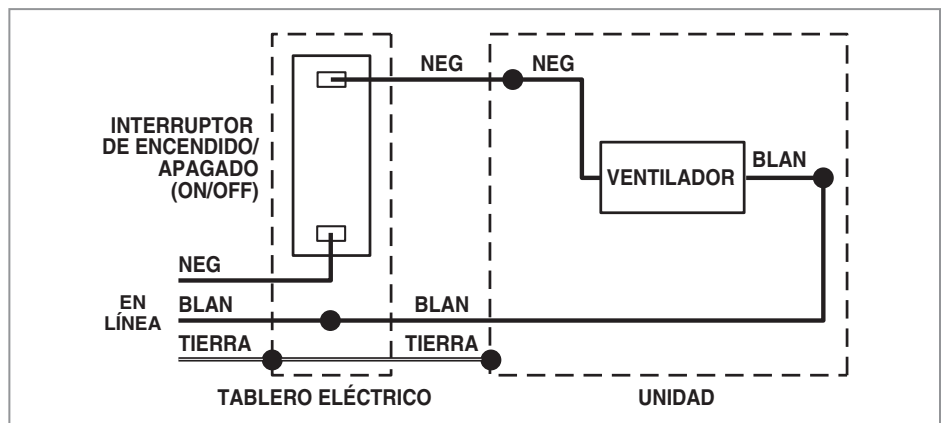 NEG
NEG
INTERRUPTOR
DE ENCENDIDO/
APAGADO
(ON/OFF)
VENTILADOR
BLAN
NEG
EN
LÍNEA
BLAN
BLAN
TIERRA
TIERRA
TABLERO ELÉCTRICO
UNIDAD